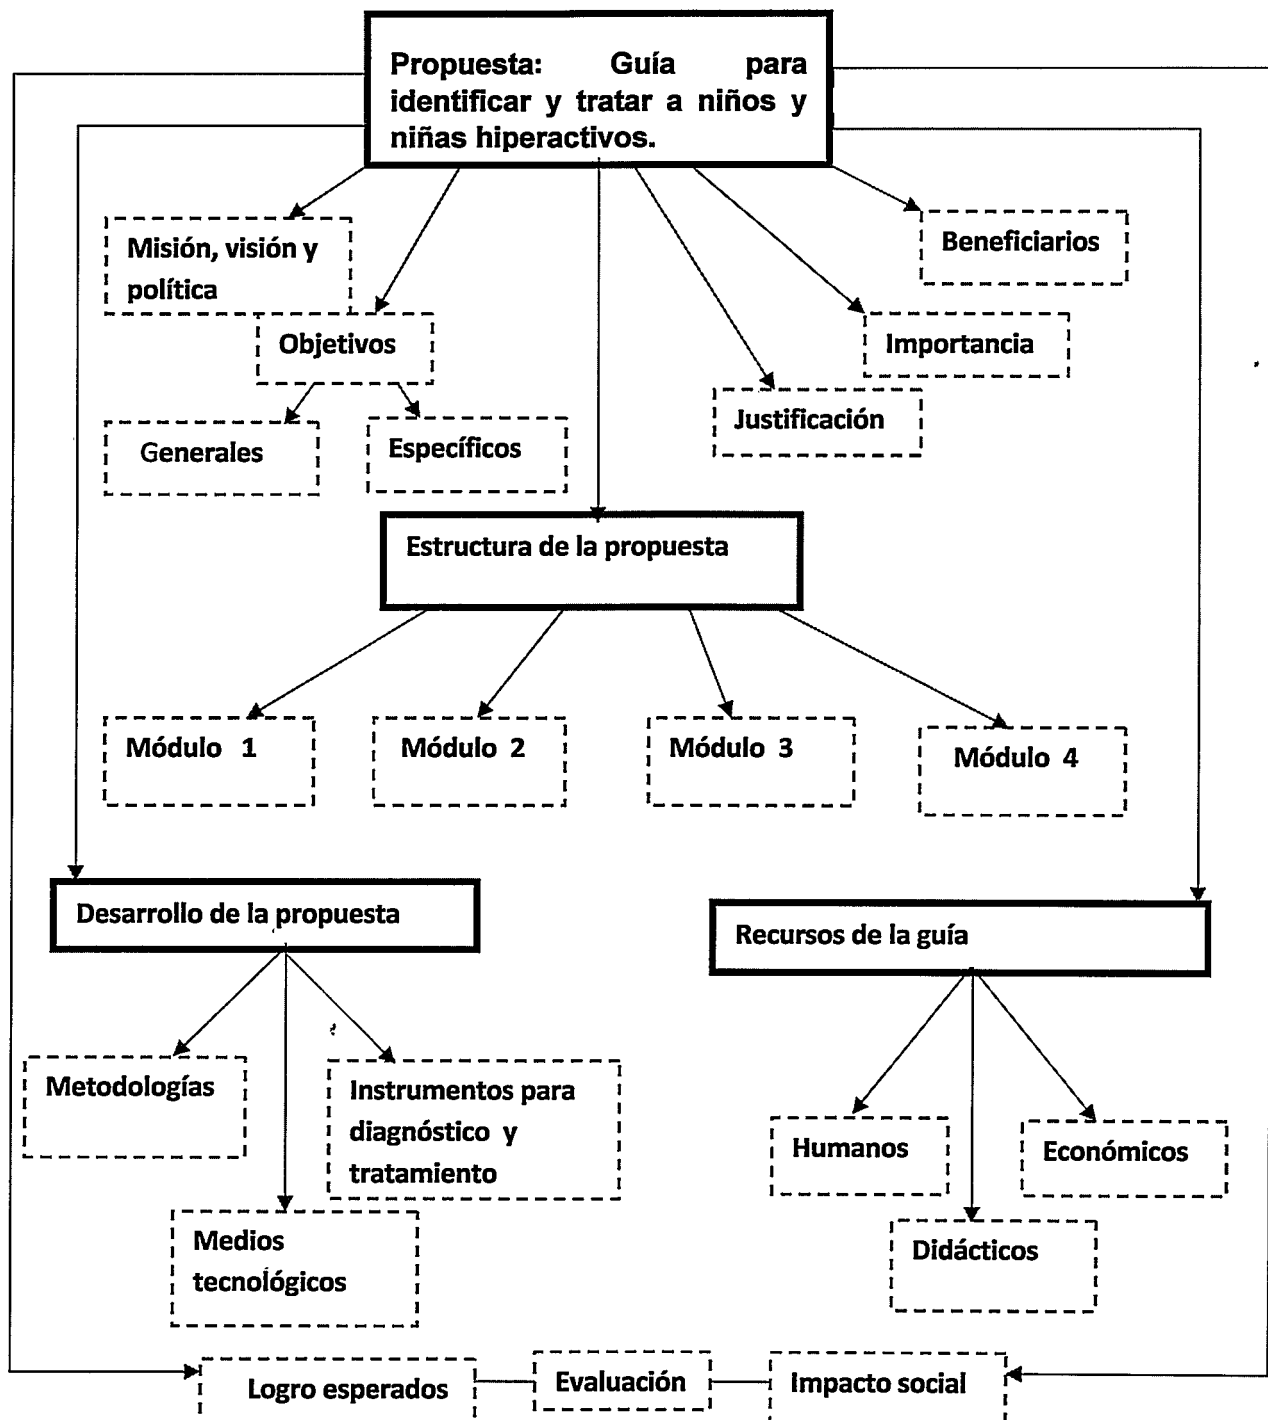 Propuesta: Guía para
identificar y tratar a niños y
niñas hiperactivos.
Misión, visión y
política
Beneficiarios
Objetivos
Importancia
Generales
Específicos
Justificación
Estructura de la propuesta
Módulo 1
Módulo 2
Módulo 3
Módulo 4
Desarrollo de la propuesta
Recursos de la guía
Metodologías
Instrumentos para
diagnóstico y
tratamiento
Medios
tecnológicos
Humanos
Económicos
Didácticos
Logro esperados
Evaluación
Impacto social